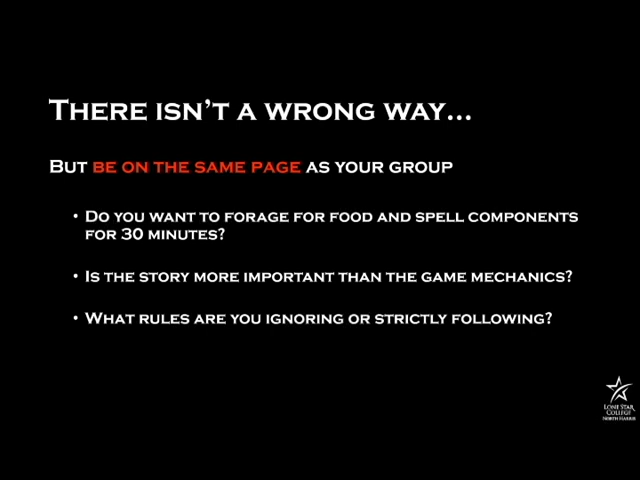 THERE ISN'T A WRONG WAY...
BUT BE ON THE SAME PAGE AS YOUR GROUP
• DO YOU WANT TO FORAGE FOR FOOD AND SPELL COMPONENTS
FOR 30 MINUTES?
• IS THE STORY MORE IMPORTANT THAN THE GAME MECHANICS?
• WHAT RULES ARE YOU IGNORING OR STRICTLY FOLLOWING?
LONE STAR
COLLEGE
NORTH HARRIS